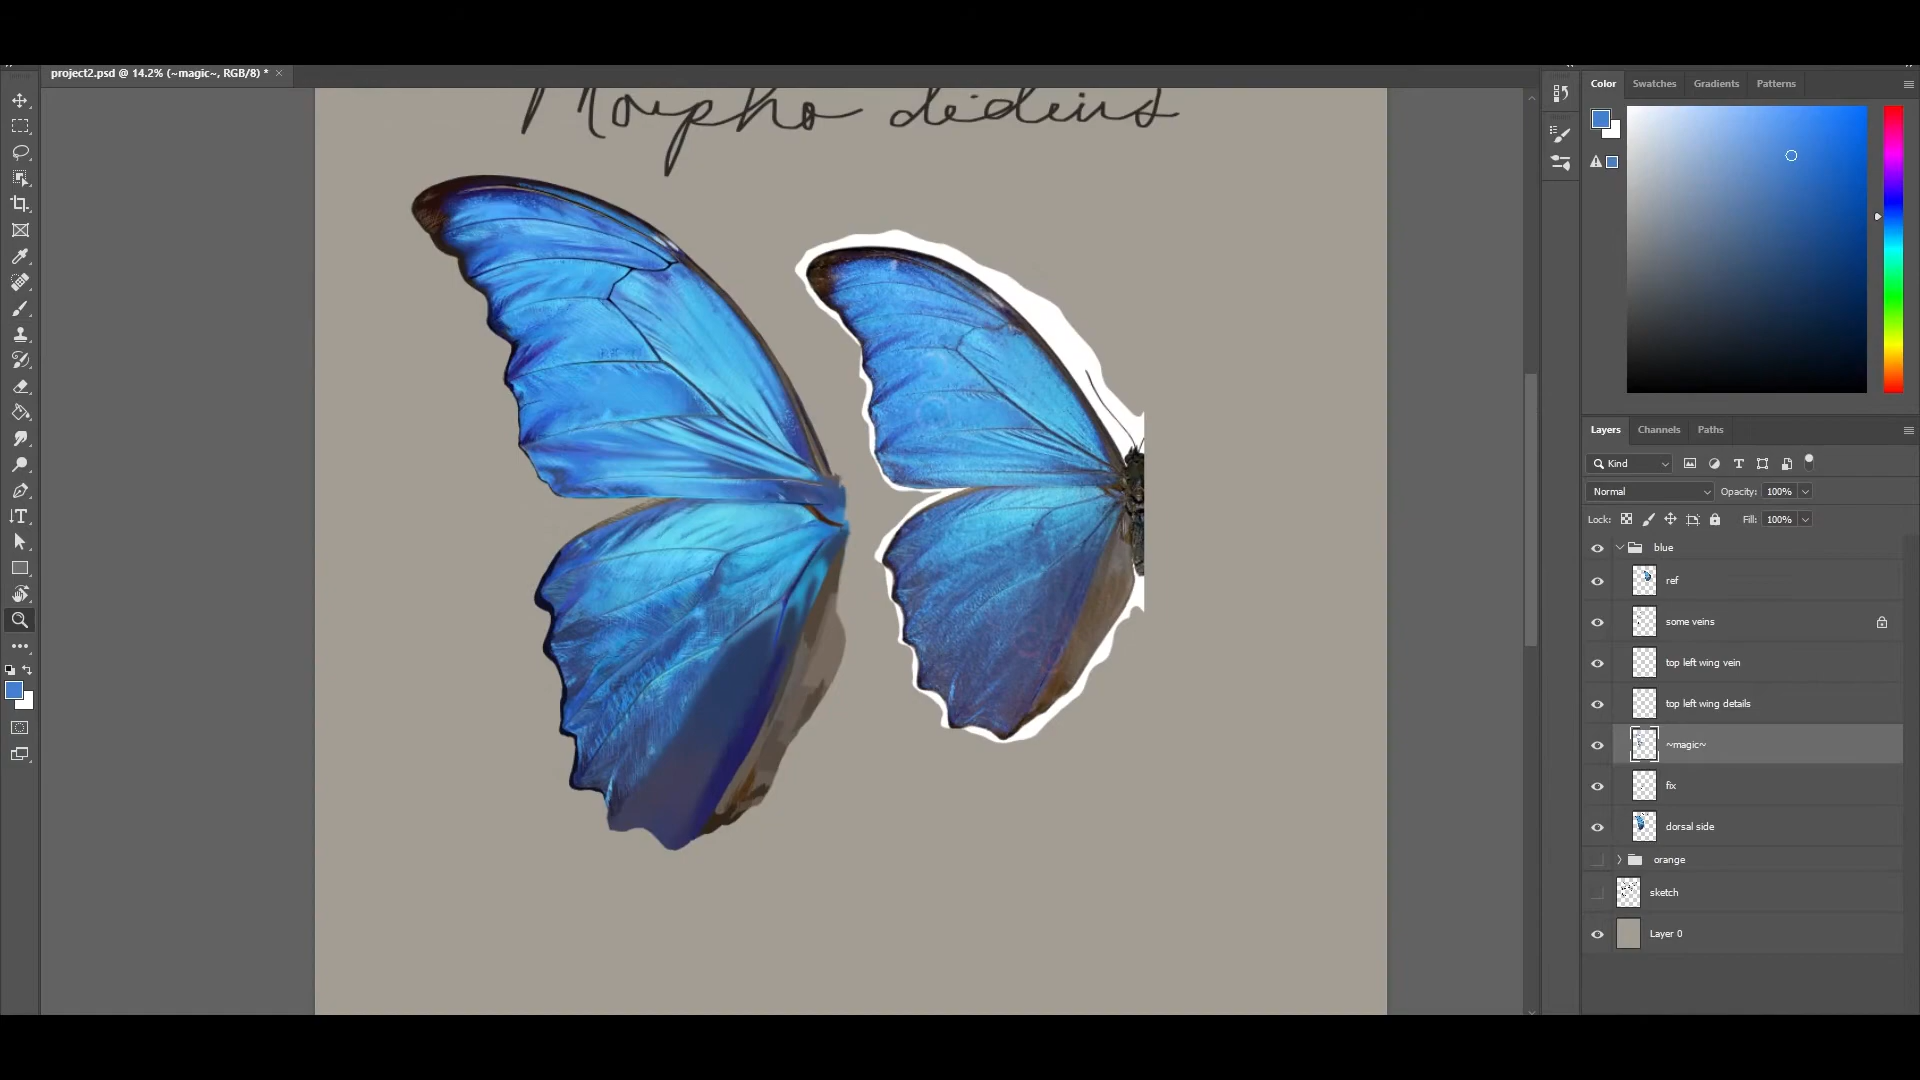 project2.psd @ 14.2% (~magic~, RGB/8) *
Morpho dedius
Color Swatches Gradients Patterns
Layers Channels Paths
Kind
Normal Opacity: 100%
Lock: Fill: 100%
blue
ref
some veins
top left wing vein
top left wing details
~magic~
fix
dorsal side
orange
sketch
Layer 0